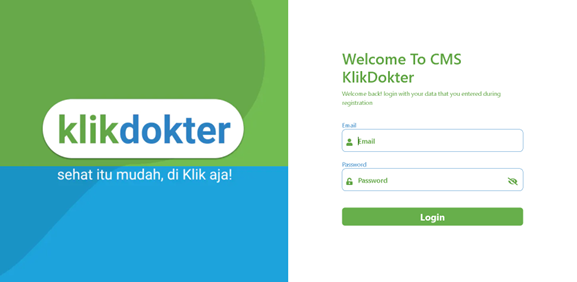 klikdokter
sehat itu mudah, di Klik aja!
Welcome To CMS
KlikDokter
Welcome back! login with your data that you entered during
registration
Email
Email
Password
Password
Login